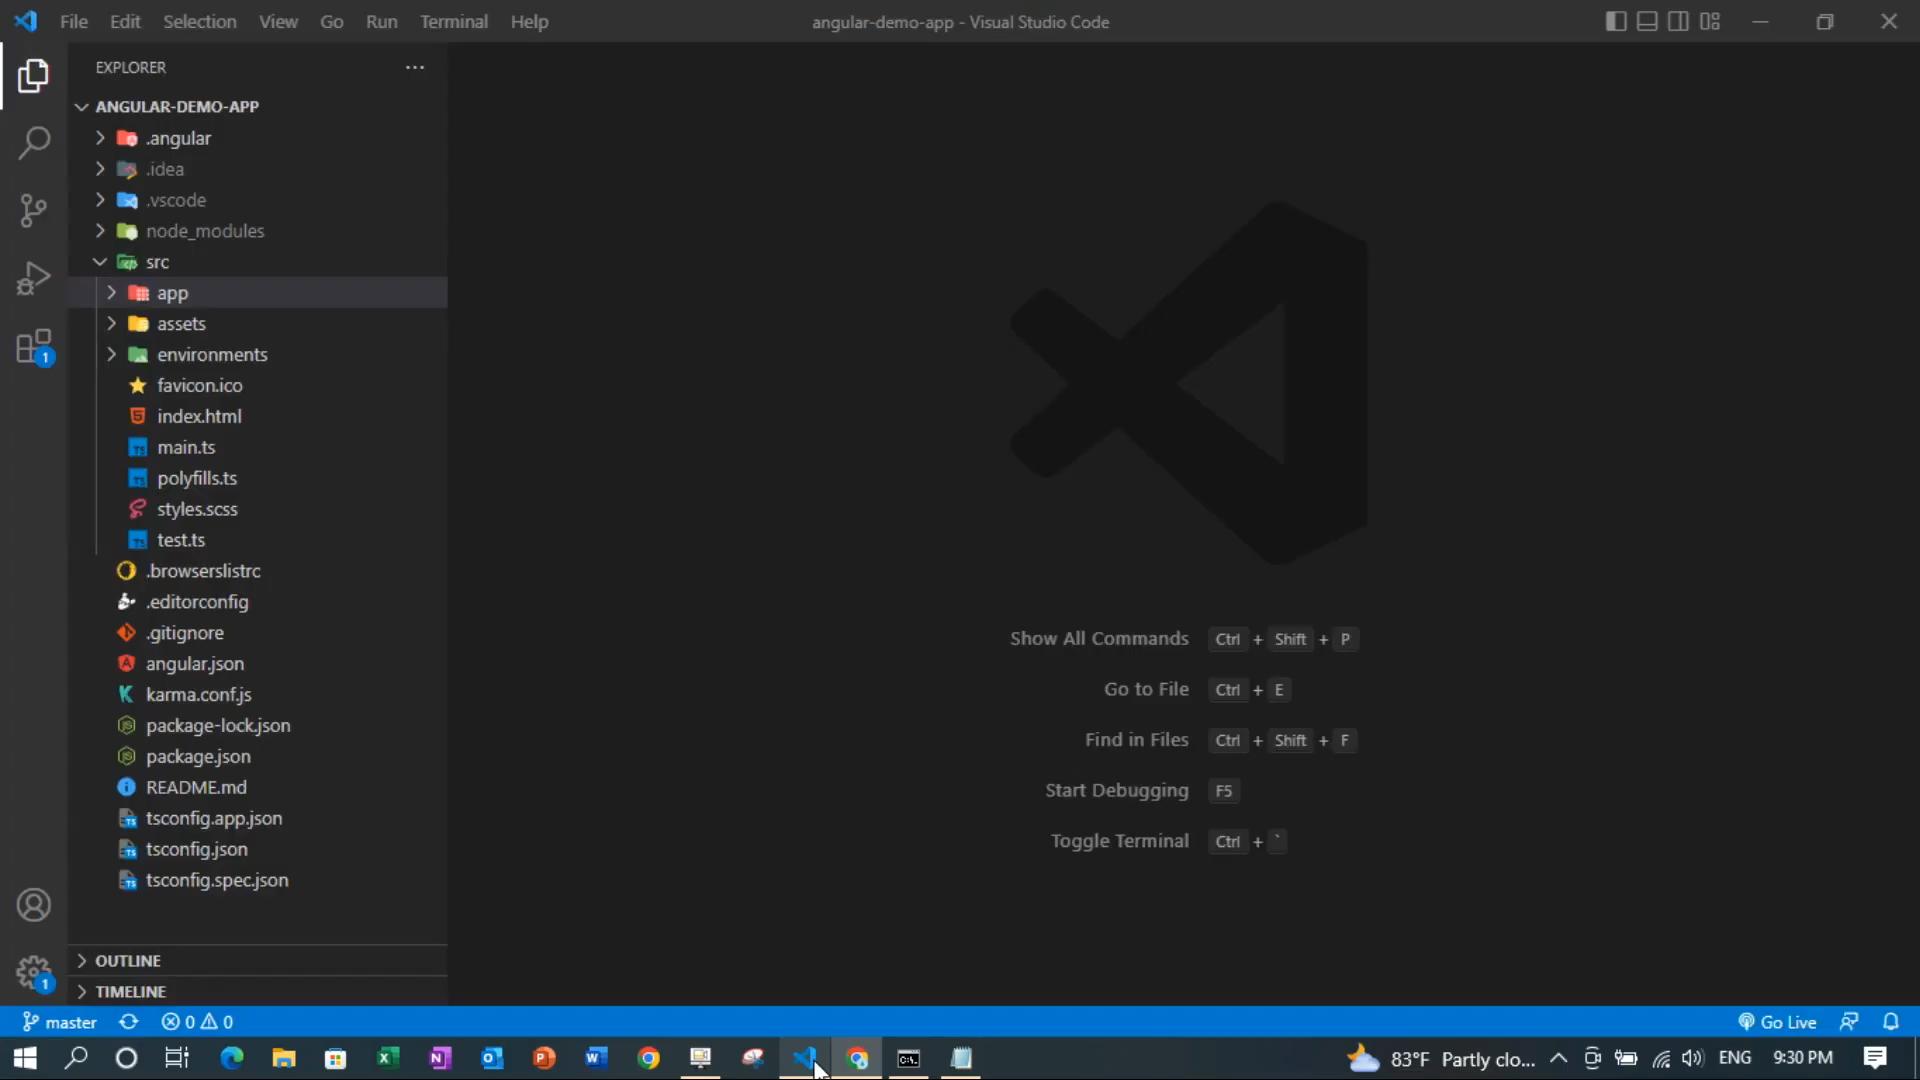 File Edit Selection View Go Run Terminal Help
angular-demo-app - Visual Studio Code
EXPLORER
ANGULAR-DEMO-APP
.angular
.idea
.vscode
node_modules
src
app
assets
environments
favicon.ico
index.html
main.ts
polyfills.ts
styles.scss
test.ts
.browserslistrc
.editorconfig
.gitignore
angular.json
karma.conf.js
package-lock.json
package.json
README.md
tsconfig.app.json
tsconfig.json
tsconfig.spec.json
OUTLINE
TIMELINE
1
1
Show All Commands Ctrl + Shift + P
Go to File Ctrl + E
Find in Files Ctrl + Shift + F
Start Debugging F5
Toggle Terminal Ctrl + `
master 0 0 Go Live
83°F Partly clo... ENG 9:30 PM